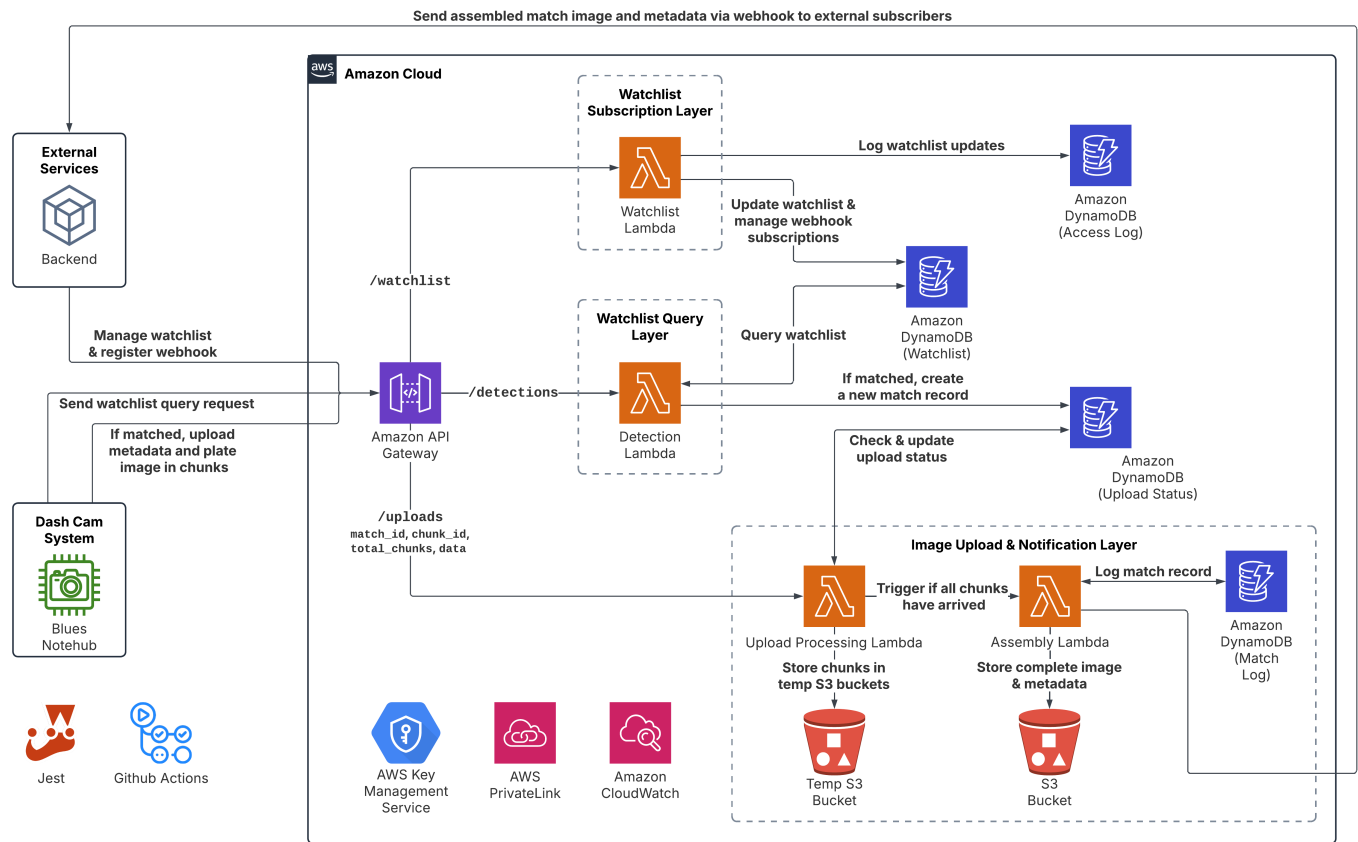 Send assembled match image and metadata via webhook to external subscribers
aws
Amazon Cloud
External
Services
Backend
Manage watchlist
& register webhook
Send watchlist query request
If matched, upload
metadata and plate
image in chunks
Dash Cam
System
Blues
Notehub
Jest
Github Actions
/watchlist
Amazon API
Gateway
/detections
/uploads
match_id, chunk_id,
total_chunks, data
Watchlist
Subscription Layer
Watchlist
Lambda
Log watchlist updates
Amazon
DynamoDB
(Access Log)
Update watchlist &
manage webhook
subscriptions
Amazon
DynamoDB
(Watchlist)
Watchlist Query
Layer
Detection
Lambda
Query watchlist
If matched, create
a new match record
Check & update
upload status
Amazon
DynamoDB
(Upload Status)
Image Upload & Notification Layer
Upload Processing Lambda
Trigger if all chunks
have arrived
Assembly Lambda
Log match record
Amazon
DynamoDB
(Match
Log)
Store chunks in
temp S3 buckets
Temp S3
Bucket
Store complete image
& metadata
S3
Bucket
AWS Key
Management
Service
AWS
PrivateLink
Amazon
CloudWatch